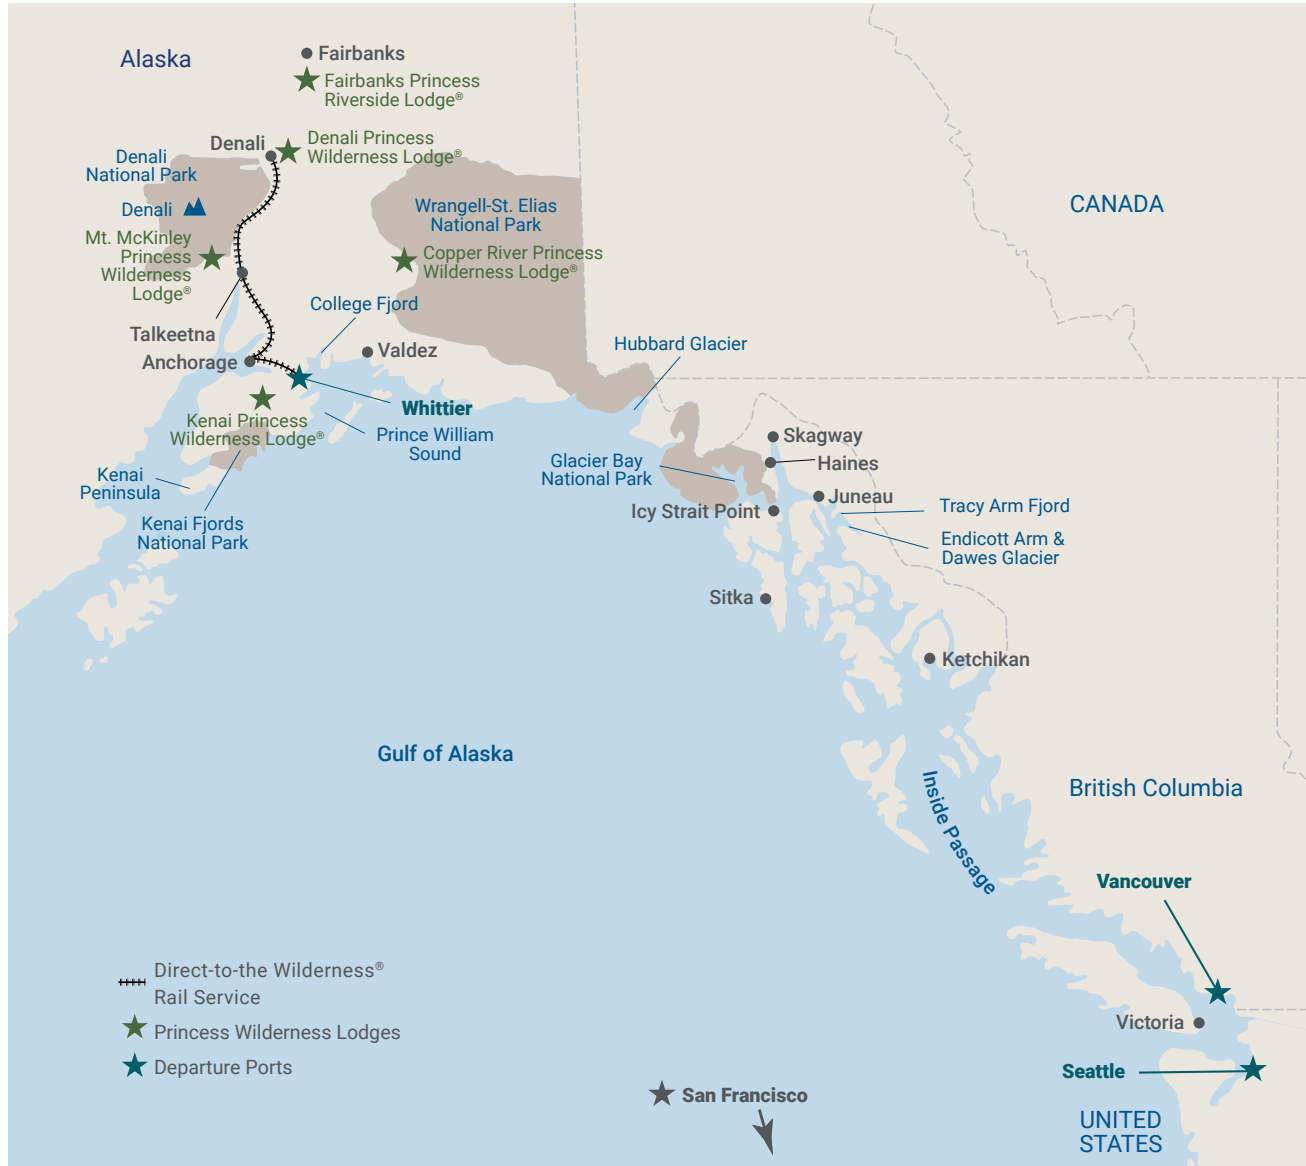 Alaska
Fairbanks
Fairbanks Princess
Riverside Lodge®
Denali
Denali Princess
Wilderness Lodge®
Denali
National Park
Denali
Mt. McKinley
Princess
Wilderness
Lodge®
Wrangell-St. Elias
National Park
Copper River Princess
Wilderness Lodge®
CANADA
College Fjord
Talkeetna
Anchorage
Valdez
Hubbard Glacier
Whittier
Kenai Princess
Wilderness Lodge®
Prince William
Sound
Kenai
Peninsula
Kenai Fjords
National Park
Skagway
Haines
Glacier Bay
National Park
Juneau
Icy Strait Point
Tracy Arm Fjord
Endicott Arm &
Dawes Glacier
Sitka
Ketchikan
Gulf of Alaska
Inside Passage
British Columbia
Vancouver
Victoria
Seattle
UNITED
STATES
San Francisco
Direct-to-the Wilderness®
Rail Service
Princess Wilderness Lodges
Departure Ports